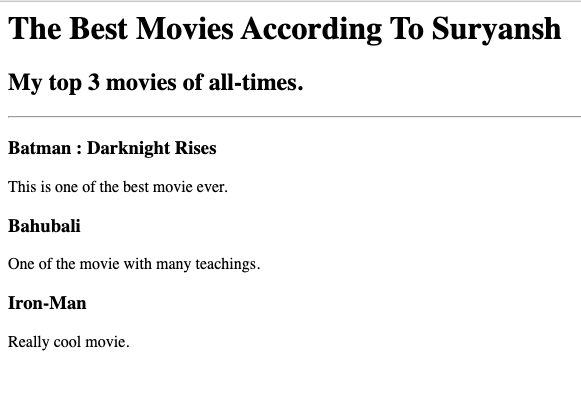 The Best Movies According To Suryansh
My top 3 movies of all-times.
Batman : Darknight Rises
This is one of the best movie ever.
Bahubali
One of the movie with many teachings.
Iron-Man
Really cool movie.